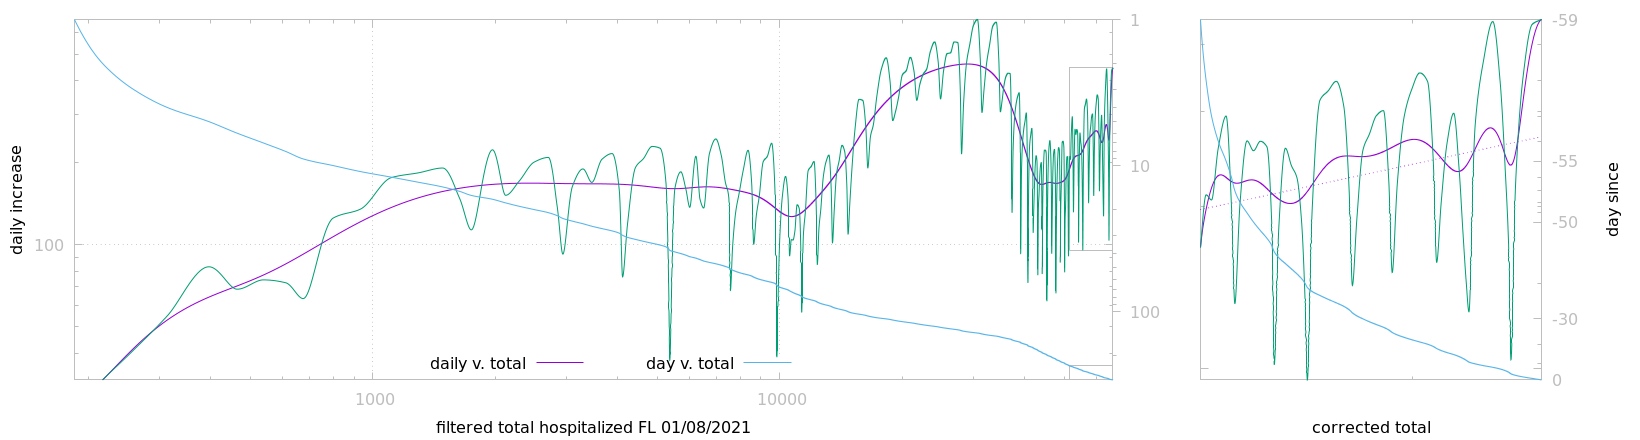 1
-59
10
-55
daily increase
day since
-50
100
100
-30
daily v. total
day v. total
0
1000
10000
filtered total hospitalized FL 01/08/2021
corrected total